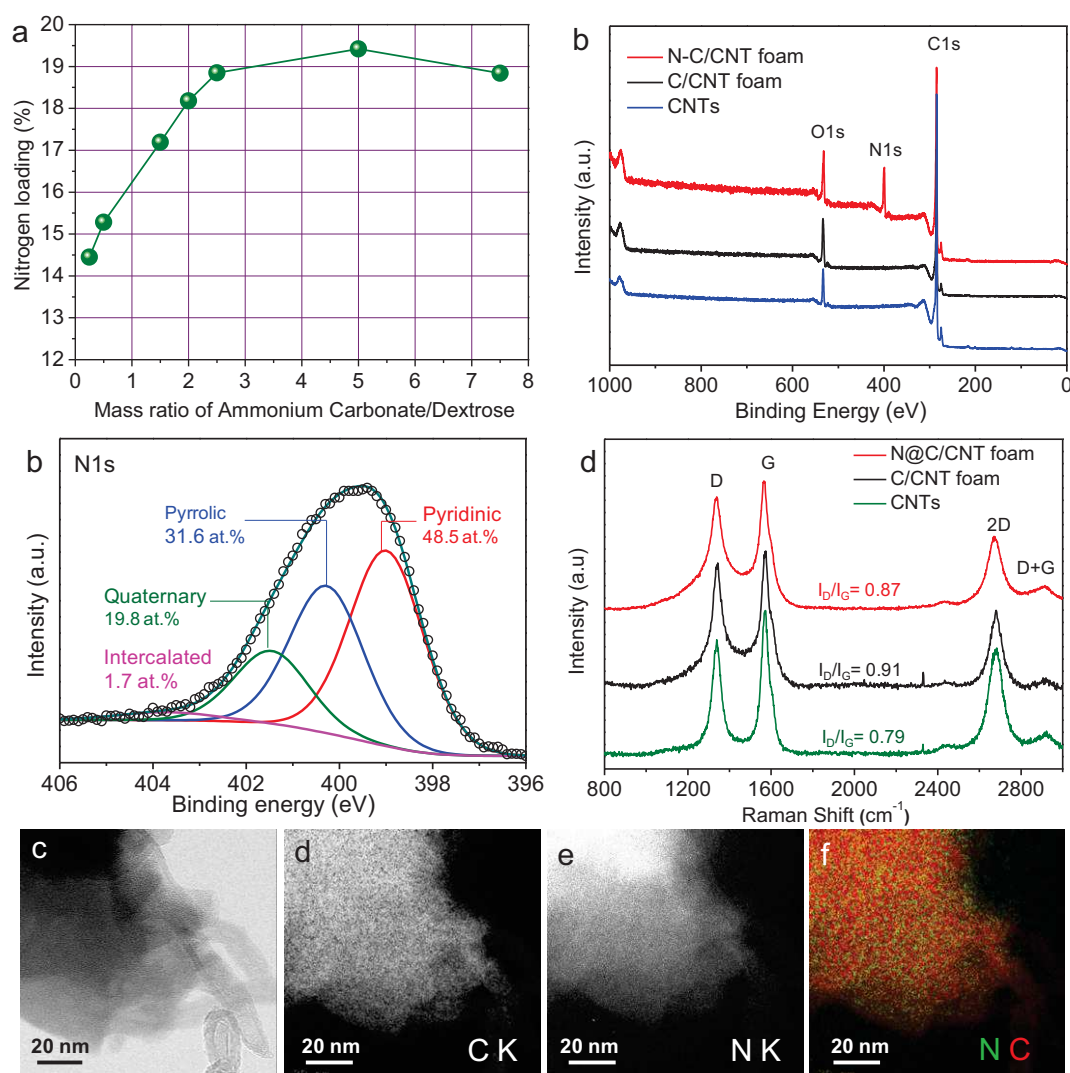 a
20
19
18
17
16
15
14
13
12
0 1 2 3 4 5 6 7 8
Nitrogen loading (%)
Mass ratio of Ammonium Carbonate/Dextrose
b
N-C/CNT foam
C/CNT foam
CNTs
C1s
O1s
N1s
Intensity (a.u.)
1000 800 600 400 200 0
Binding Energy (eV)
b N1s
Pyrrolic
31.6 at.%
Pyridinic
48.5 at.%
Quaternary
19.8 at.%
Intercalated
1.7 at.%
Intensity (a.u)
406 404 402 400 398 396
Binding energy (eV)
d
N@C/CNT foam
C/CNT foam
CNTs
D
G
2D
D+G
I_D/I_G= 0.87
I_D/I_G= 0.91
I_D/I_G= 0.79
Intensity (a.u.)
800 1200 1600 2000 2400 2800
Raman Shift (cm⁻¹)
c
20 nm
d
20 nm
C K
e
20 nm
N K
f
20 nm
N C